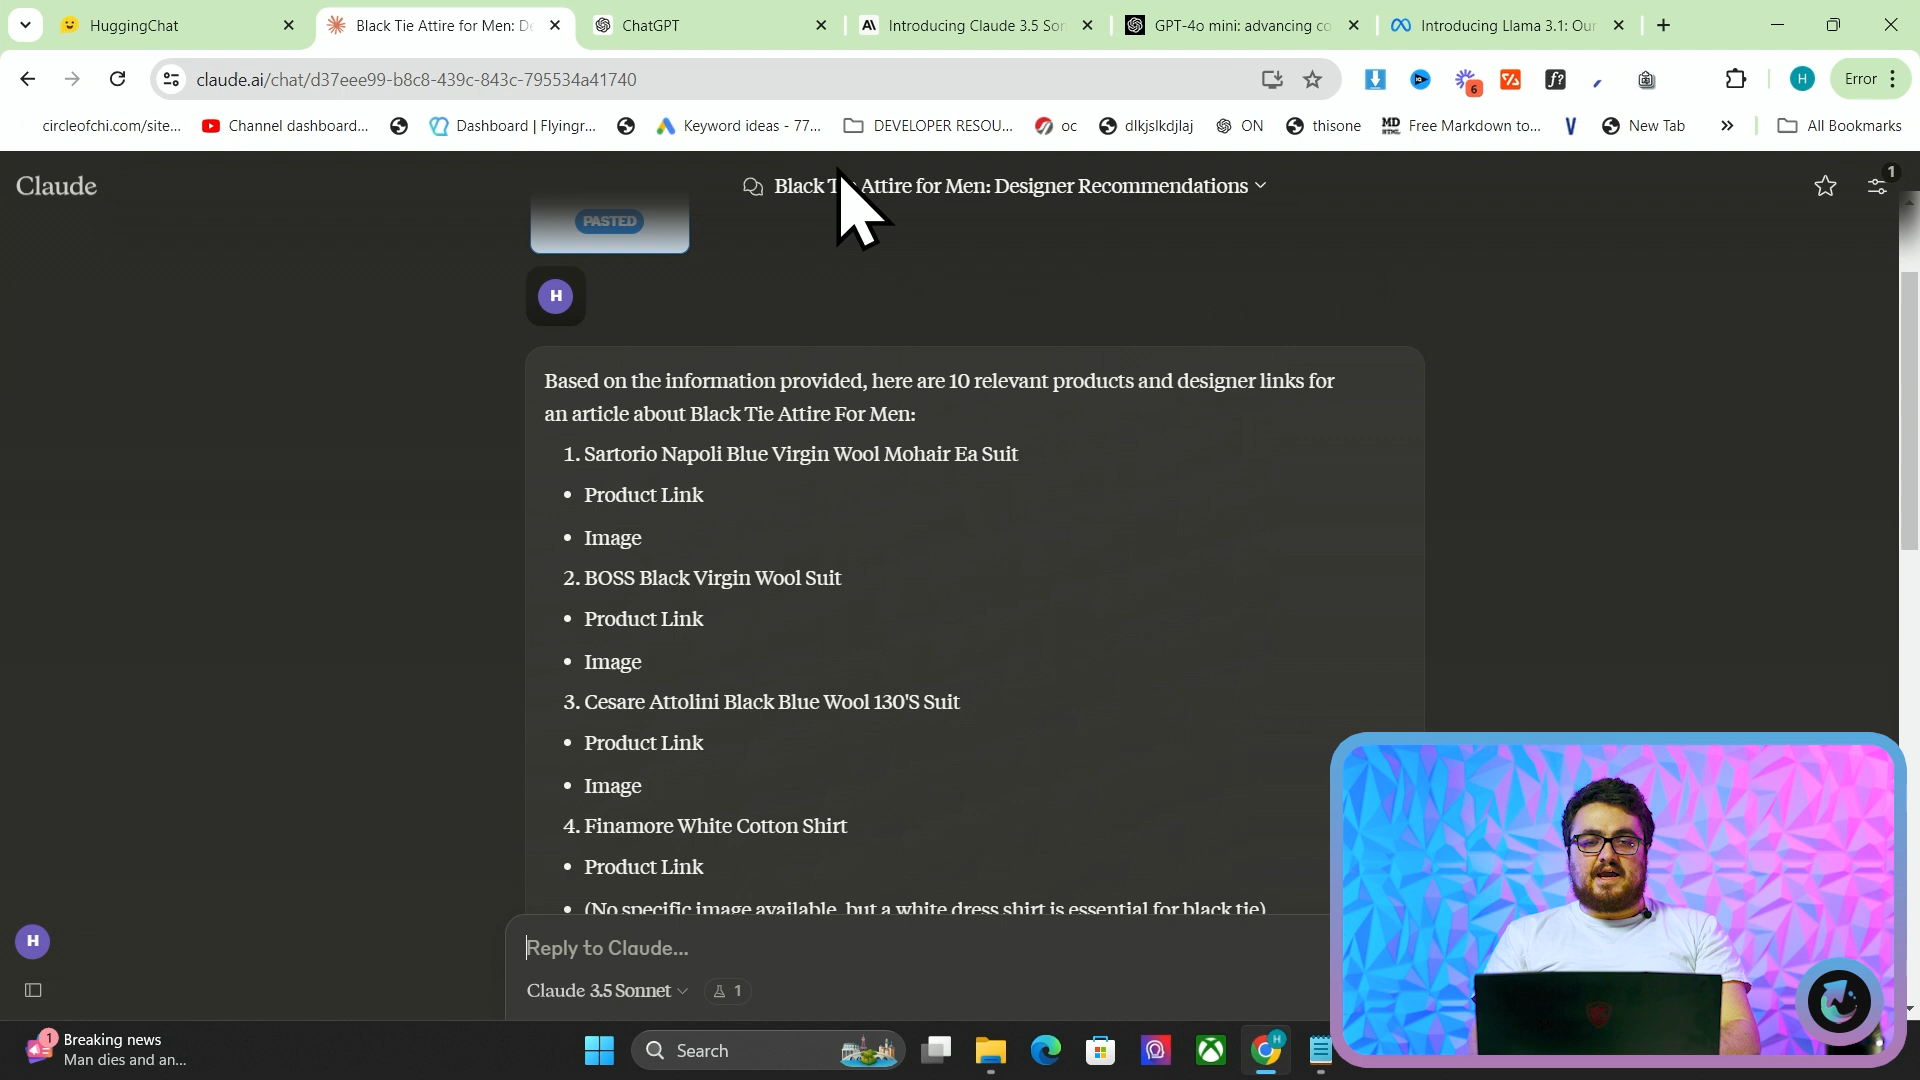 HuggingChat
Black Tie Attire for Men: De
ChatGPT
Introducing Claude 3.5 Son
GPT-4o mini: advancing co
Introducing Llama 3.1: Our
claude.ai/chat/d37eee99-b8c8-439c-843c-795534a41740
6
f?
H
Error
circleofchi.com/site...
Channel dashboard...
Dashboard | Flyingr...
Keyword ideas - 77...
DEVELOPER RESOU...
oc
dlkjslkdjlaj
ON
thisone
Free Markdown to...
New Tab
All Bookmarks
Claude
Black Attire for Men: Designer Recommendations
1
PASTED
H
Based on the information provided, here are 10 relevant products and designer links for
an article about Black Tie Attire For Men:
1. Sartorio Napoli Blue Virgin Wool Mohair Ea Suit
• Product Link
• Image
2. BOSS Black Virgin Wool Suit
• Product Link
• Image
3. Cesare Attolini Black Blue Wool 130'S Suit
• Product Link
• Image
4. Finamore White Cotton Shirt
• Product Link
• (No specific image available, but a white dress shirt is essential for black tie)
H
Reply to Claude...
Claude 3.5 Sonnet
1
1
Breaking news
Man dies and an...
Search
H